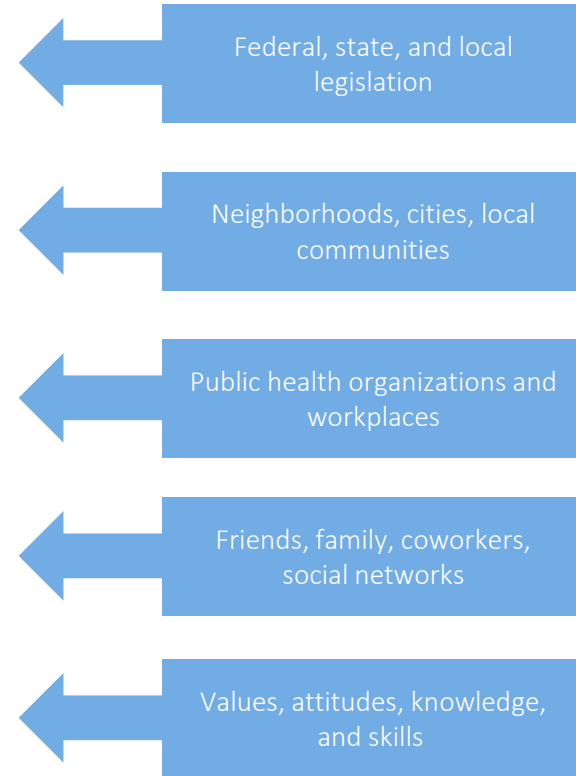 Federal, state, and local
legislation
Neighborhoods, cities, local
communities
Public health organizations and
workplaces
Friends, family, coworkers,
social networks
Values, attitudes, knowledge,
and skills